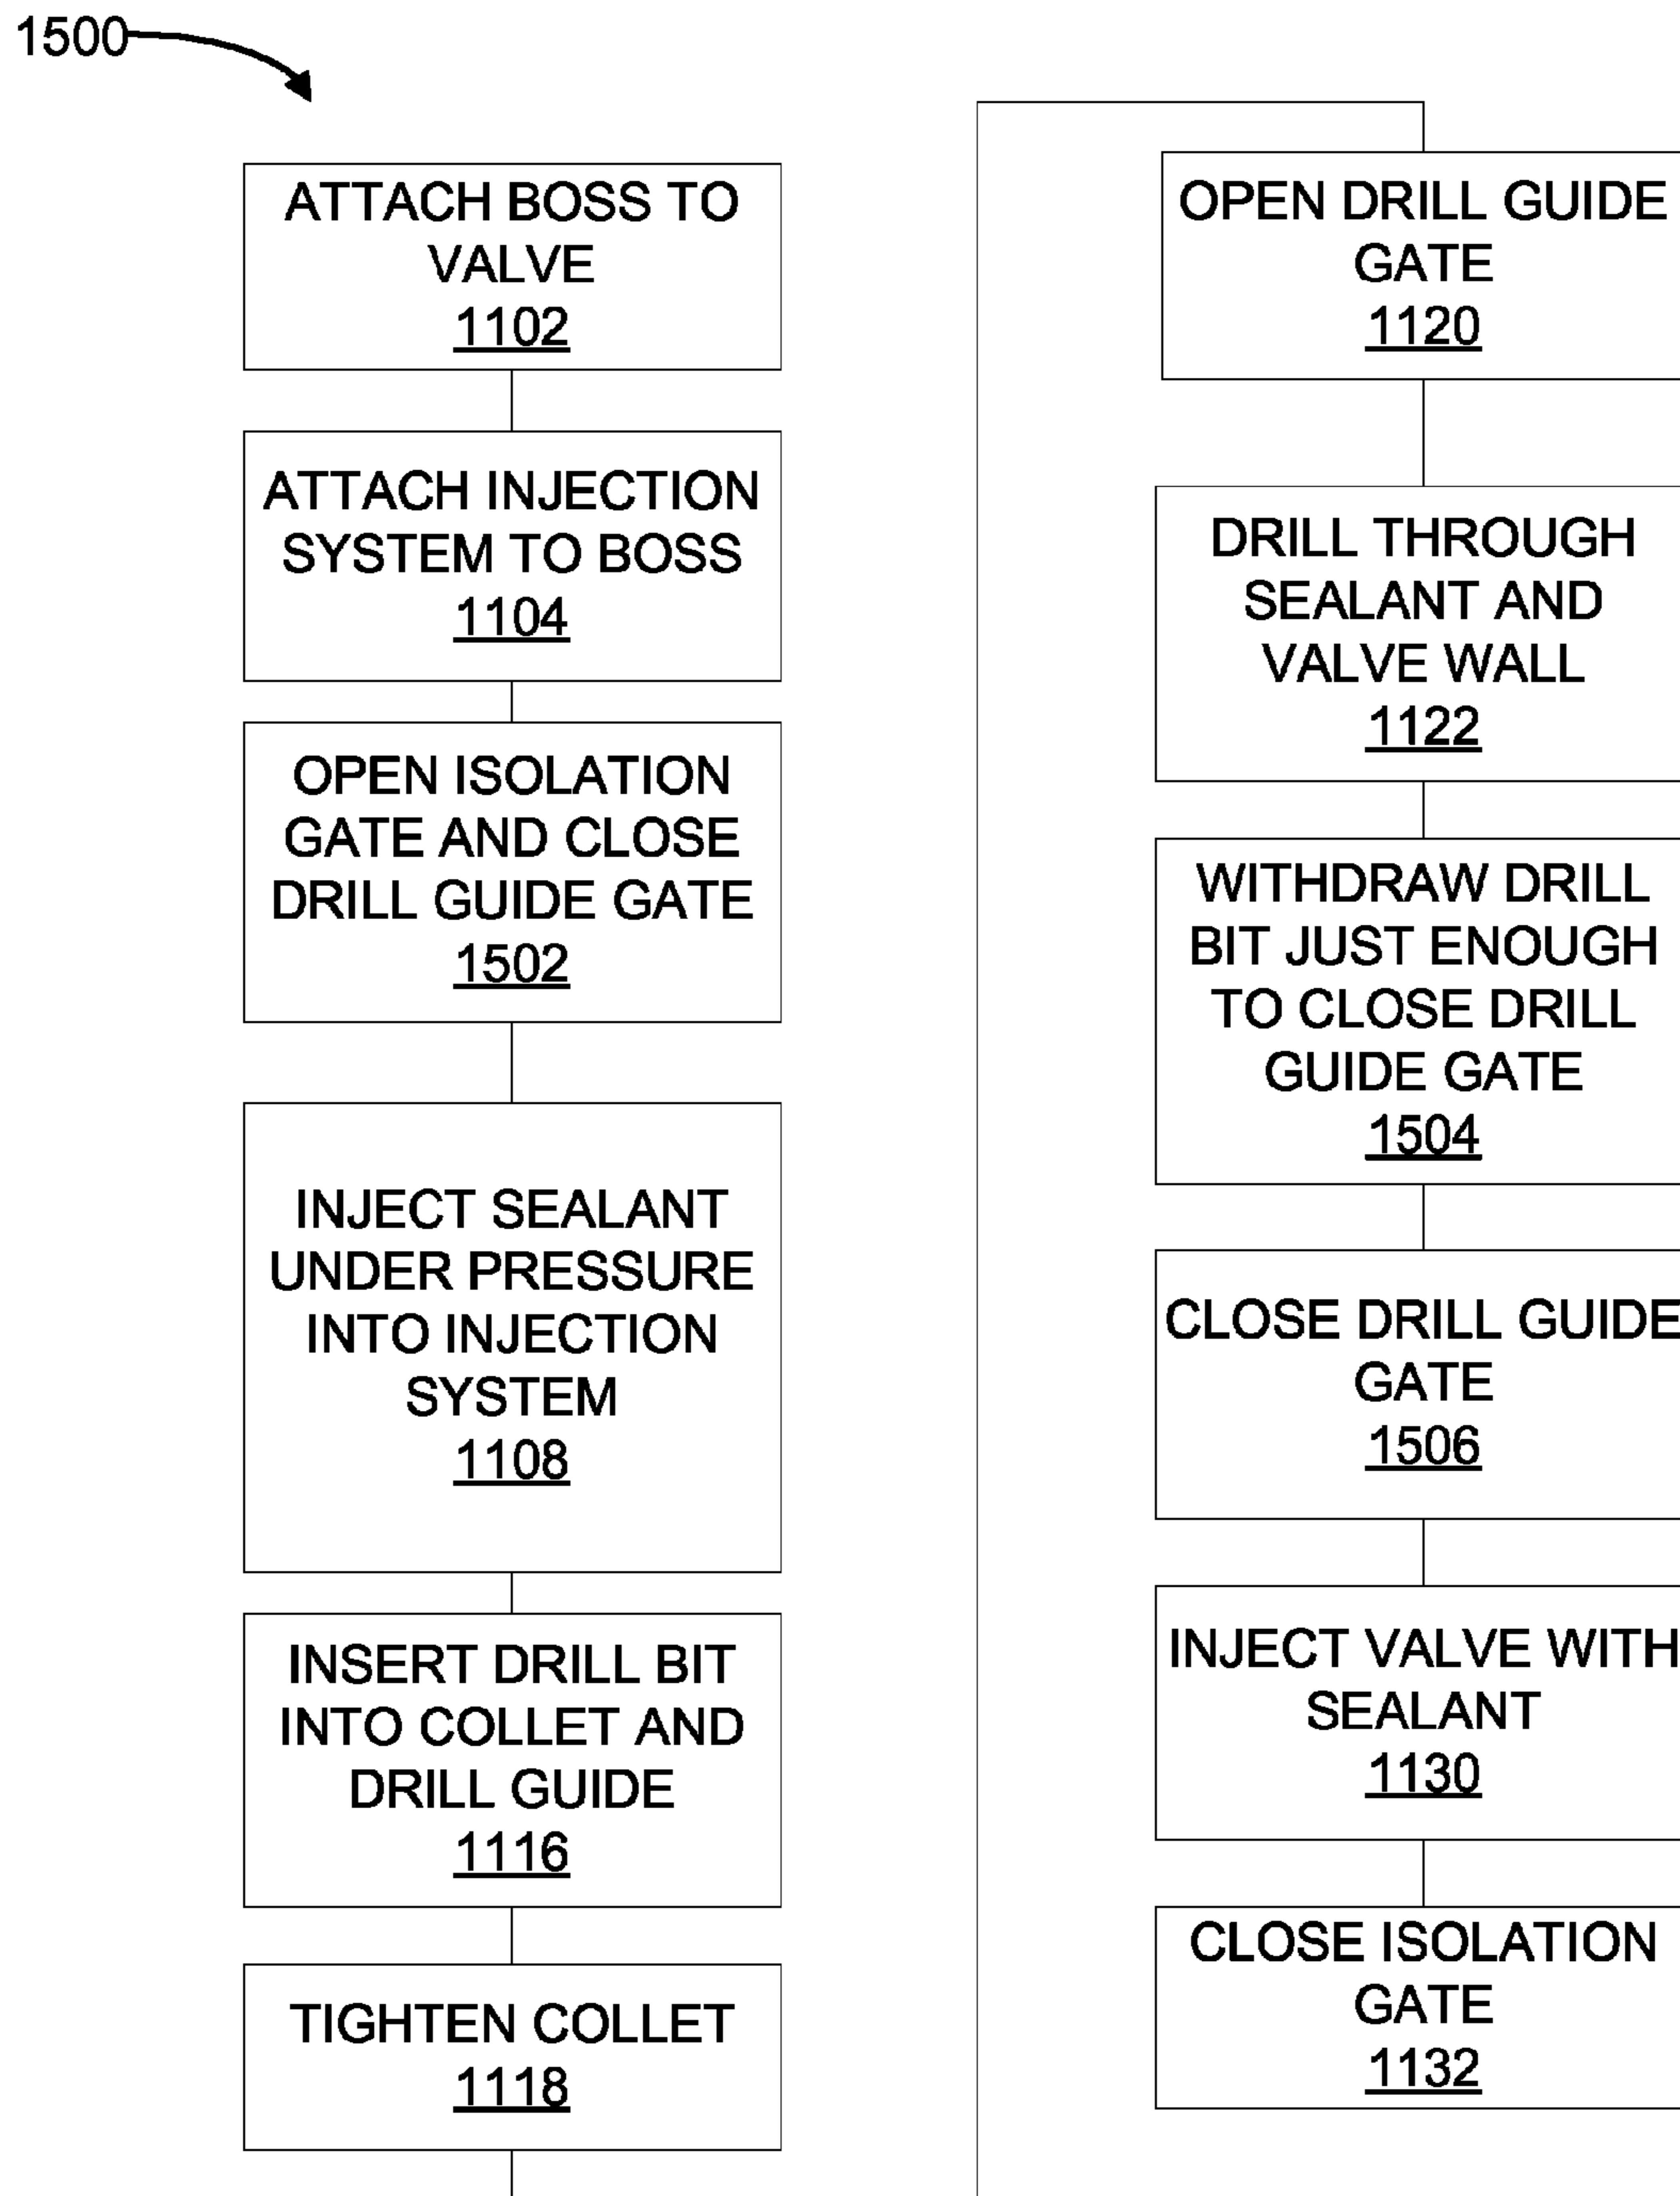 1500
ATTACH BOSS TO
VALVE
1102
ATTACH INJECTION
SYSTEM TO BOSS
1104
OPEN ISOLATION
GATE AND CLOSE
DRILL GUIDE GATE
1502
INJECT SEALANT
UNDER PRESSURE
INTO INJECTION
SYSTEM
1108
INSERT DRILL BIT
INTO COLLET AND
DRILL GUIDE
1116
TIGHTEN COLLET
1118
OPEN DRILL GUIDE
GATE
1120
DRILL THROUGH
SEALANT AND
VALVE WALL
1122
WITHDRAW DRILL
BIT JUST ENOUGH
TO CLOSE DRILL
GUIDE GATE
1504
CLOSE DRILL GUIDE
GATE
1506
INJECT VALVE WITH
SEALANT
1130
CLOSE ISOLATION
GATE
1132